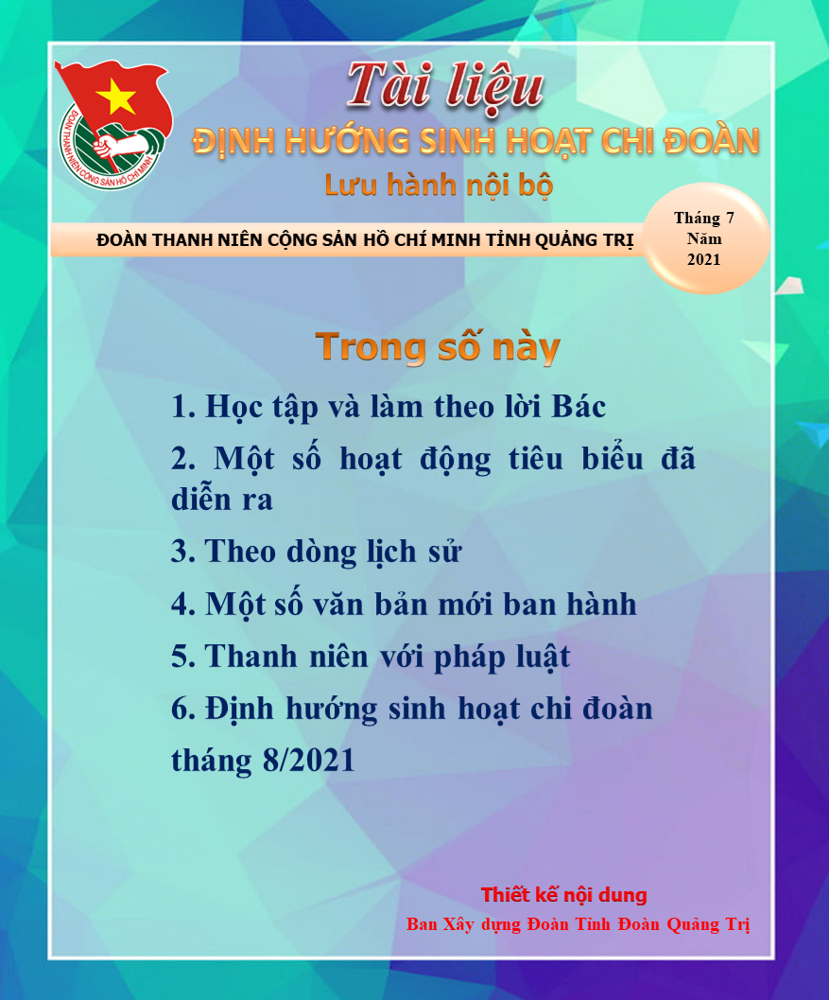 Tài liệu
ĐỊNH HƯỚNG SINH HOẠT CHI ĐOÀN
Lưu hành nội bộ
ĐOÀN THANH NIÊN CỘNG SẢN HỒ CHÍ MINH
ĐOÀN THANH NIÊN CỘNG SẢN HỒ CHÍ MINH TỈNH QUẢNG TRỊ
Tháng 7
Năm
2021
Trong số này
1. Học tập và làm theo lời Bác
2. Một số hoạt động tiêu biểu đã
diễn ra
3. Theo dòng lịch sử
4. Một số văn bản mới ban hành
5. Thanh niên với pháp luật
6. Định hướng sinh hoạt chi đoàn
tháng 8/2021
Thiết kế nội dung
Ban Xây dựng Đoàn Tỉnh Đoàn Quảng Trị